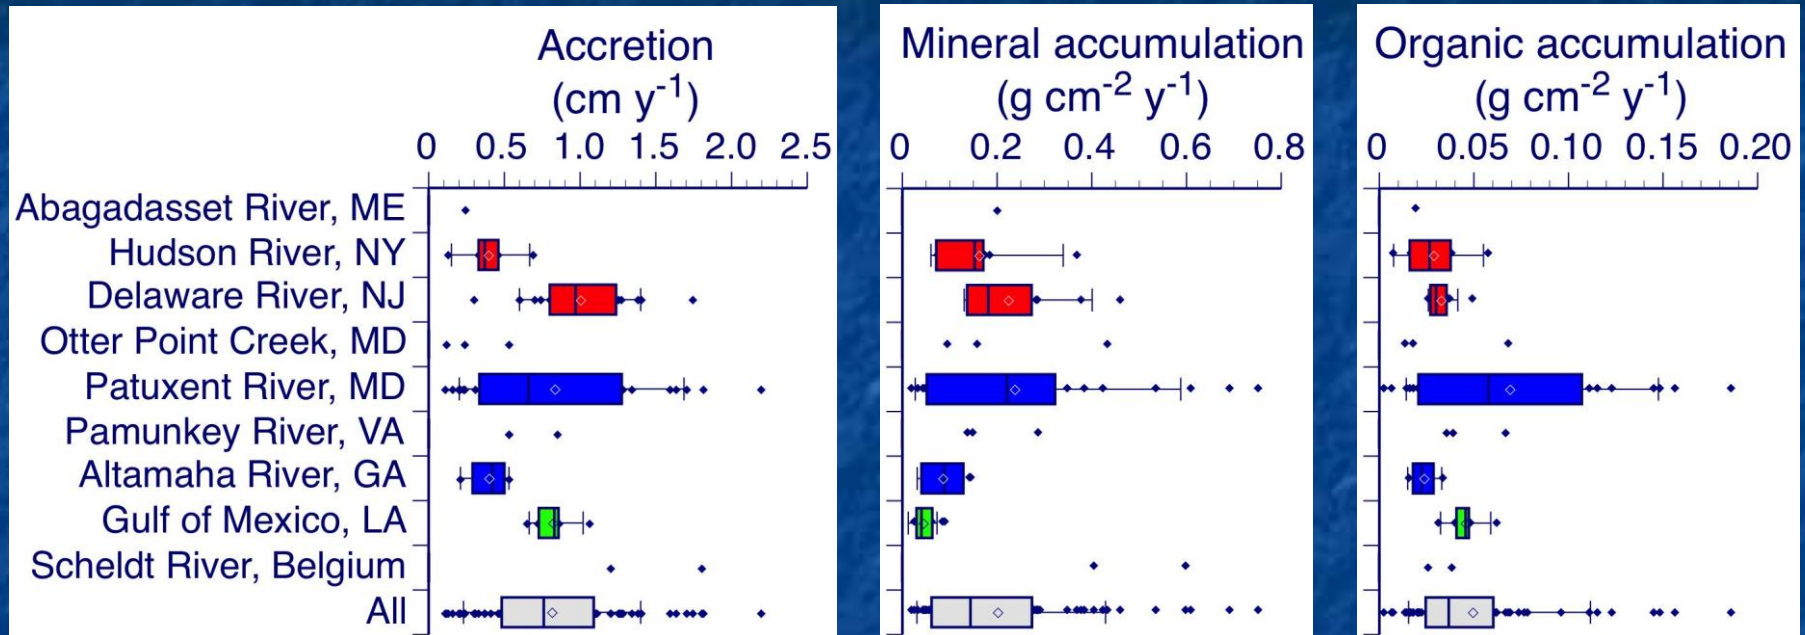 Accretion
(cm y-1)
0 0.5 1.0 1.5 2.0 2.5
Mineral accumulation
(g cm-2 y-1)
0 0.2 0.4 0.6 0.8
Organic accumulation
(g cm-2 y-1)
0 0.05 0.10 0.15 0.20
Abagadasset River, ME
Hudson River, NY
Delaware River, NJ
Otter Point Creek, MD
Patuxent River, MD
Pamunkey River, VA
Altamaha River, GA
Gulf of Mexico, LA
Scheldt River, Belgium
All